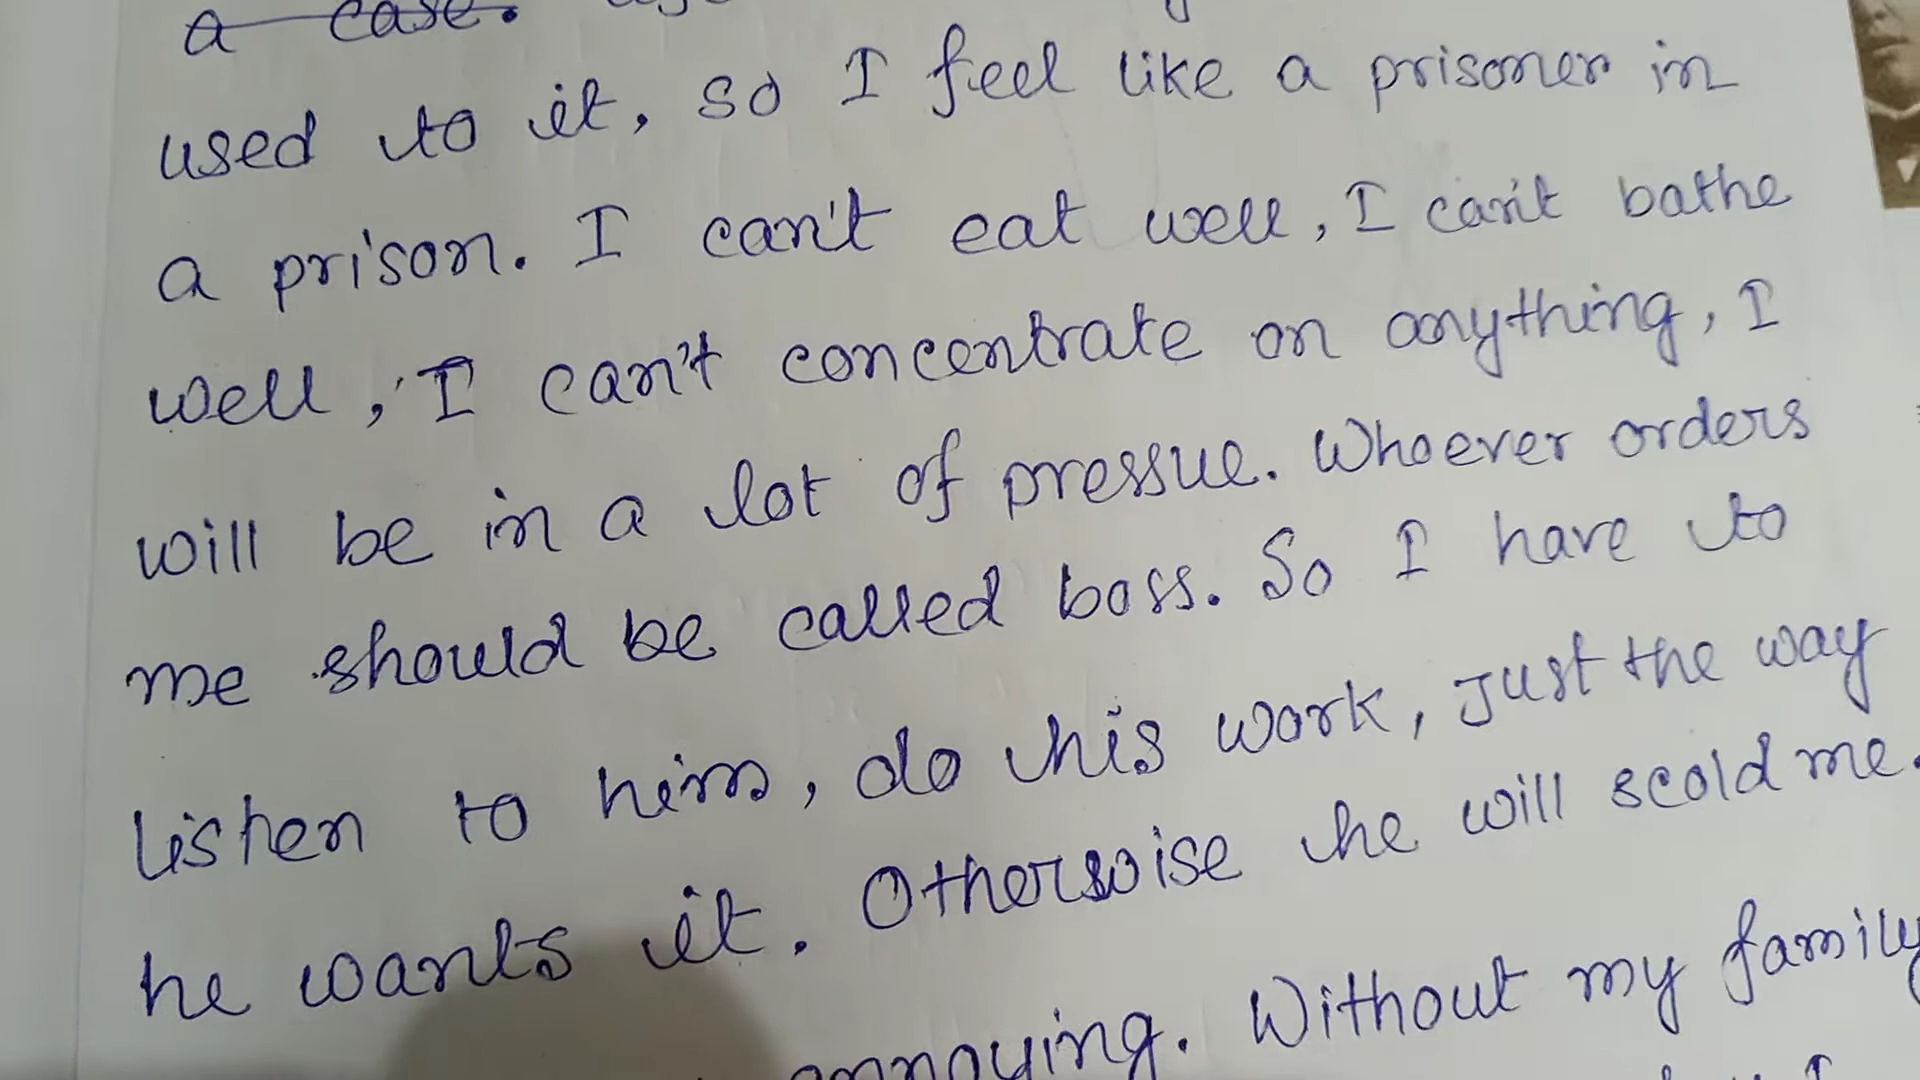 a case.
used to it, so I feel like a prisoner in
a prison. I can't eat well, I can't bathe
well, I can't concentrate on anything, I
will be in a lot of pressue. Whoever orders
me should be called boss. So I have to
listen to him, do his work, just the way
he wants it. Otherwise he will scold me.
annoying. Without my family